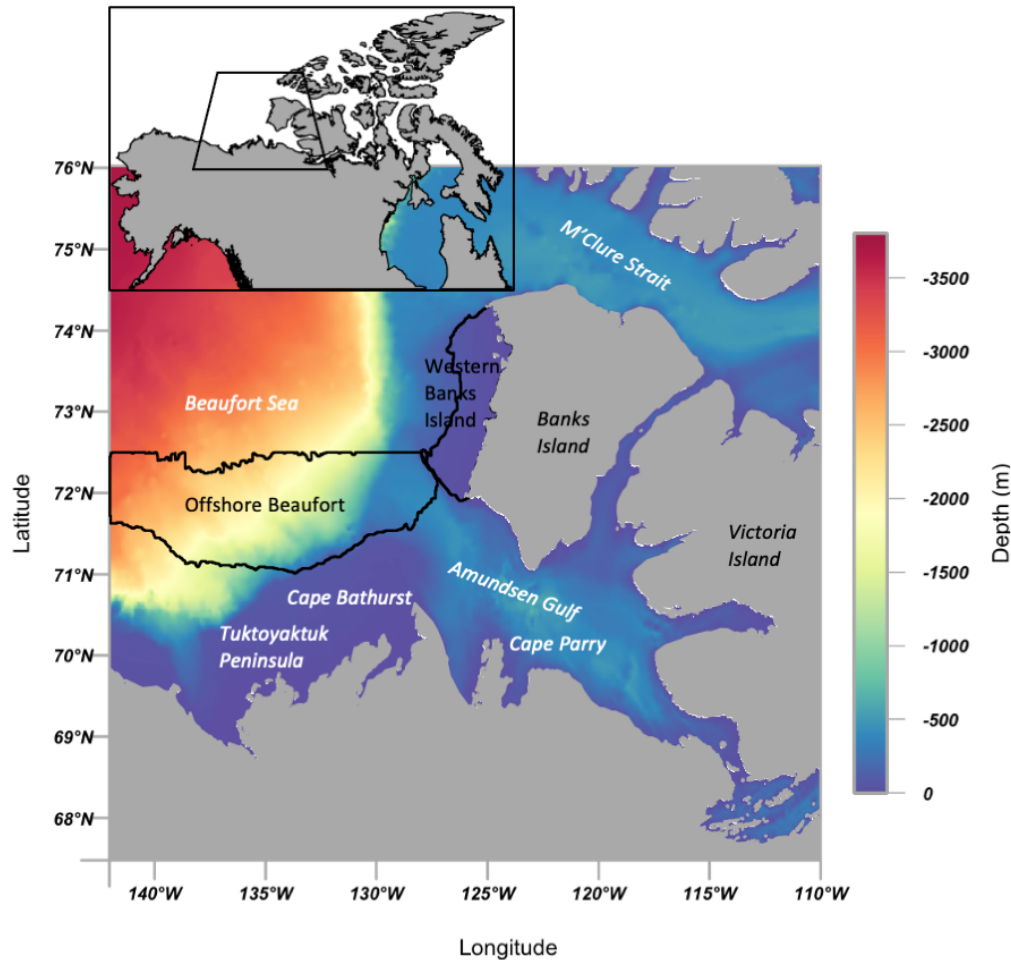 76°N
75°N
74°N
73°N
72°N
71°N
70°N
69°N
68°N
Latitude
M'Clure Strait
Western
Banks
Island
Beaufort Sea
Banks
Island
Offshore Beaufort
Victoria
Island
Amundsen Gulf
Cape Bathurst
Cape Parry
Tuktoyaktuk
Peninsula
140°W
135°W
130°W
125°W
120°W
115°W
110°W
Longitude
-3500
-3000
-2500
-2000
-1500
-1000
-500
0
Depth (m)